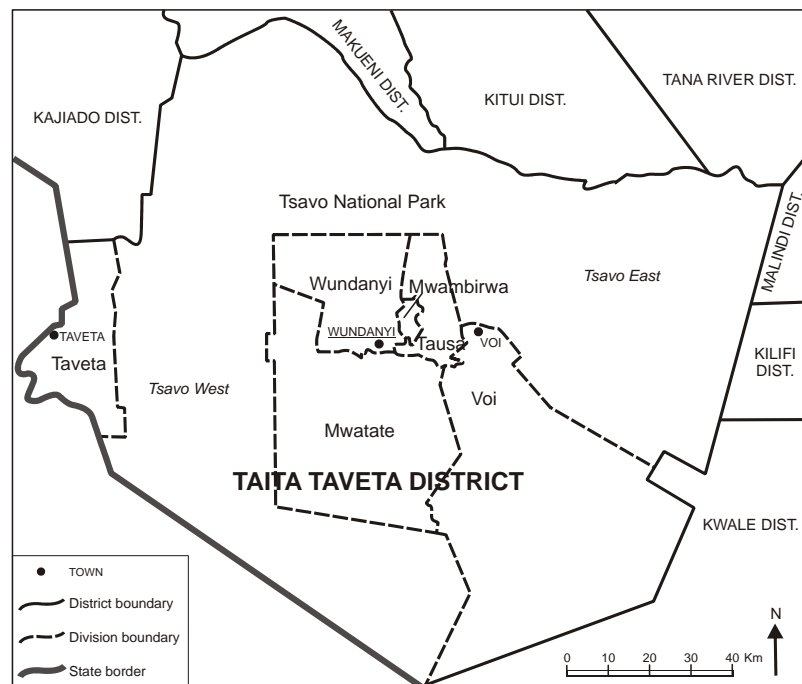 MAKUENI DIST.
TANA RIVER DIST.
KITUI DIST.
KAJIADO DIST.
MALINDI DIST.
Tsavo National Park
Tsavo East
Wundanyi
Mwambirwa
WUNDANYI
TAVETA
VOI
Tausa
Taveta
KILIFI
DIST.
Tsavo West
Voi
Mwatate
TAITA TAVETA DISTRICT
KWALE DIST.
TOWN
District boundary
Division boundary
State border
N
0 10 20 30 40 Km